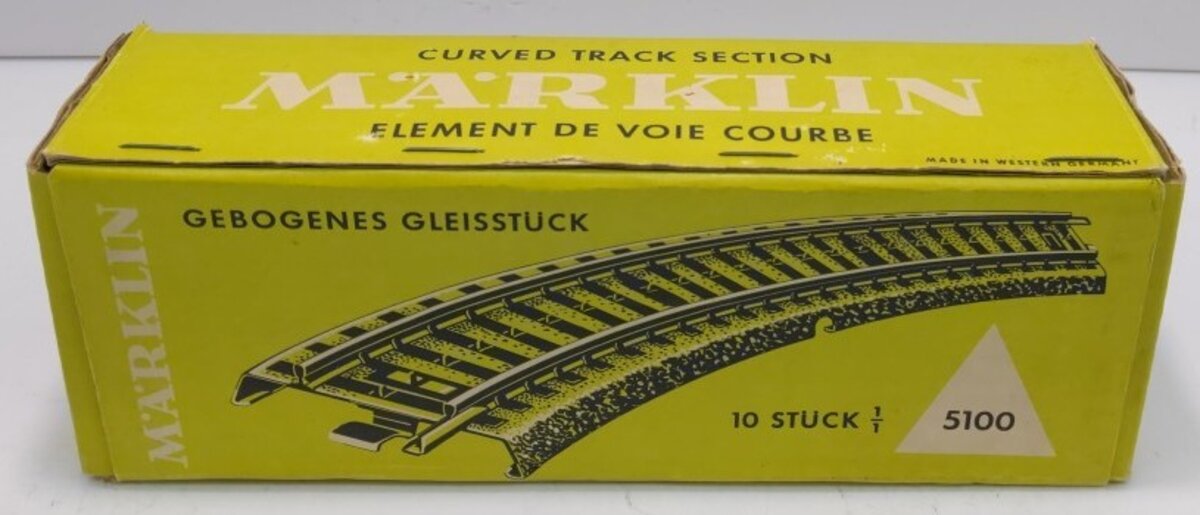 CURVED TRACK SECTION
MÄRKLIN
ELEMENT DE VOIE COURBE
MADE IN WESTERN GERMANY
MÄRKLIN
GEBOGENES GLEISSTÜCK
10 STÜCK 1/1
5100